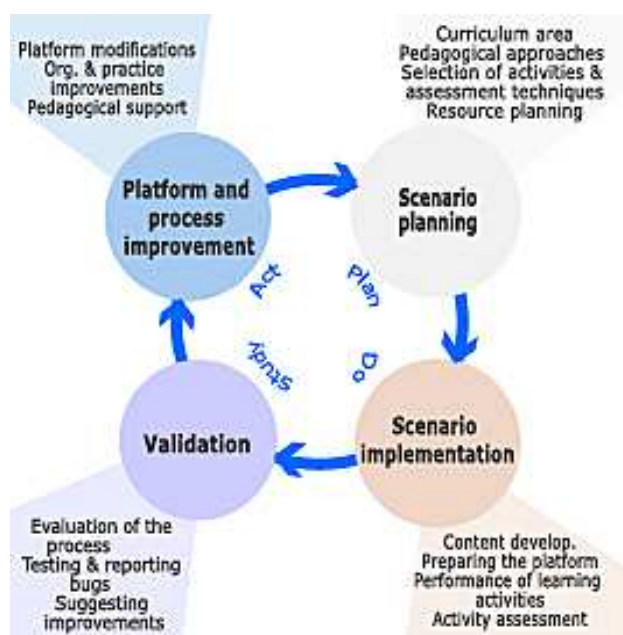 Platform modifications
Org. & practice
improvements
Pedagogical support
Curriculum area
Pedagogical approaches
Selection of activities &
assessment techniques
Resource planning
Platform and
process
improvement
Scenario
planning
Act
Plan
Study
Do
Validation
Scenario
implementation
Evaluation of the
process
Testing & reporting
bugs
Suggesting
improvements
Content develop.
Preparing the platform
Performance of learning
activities
Activity assessment